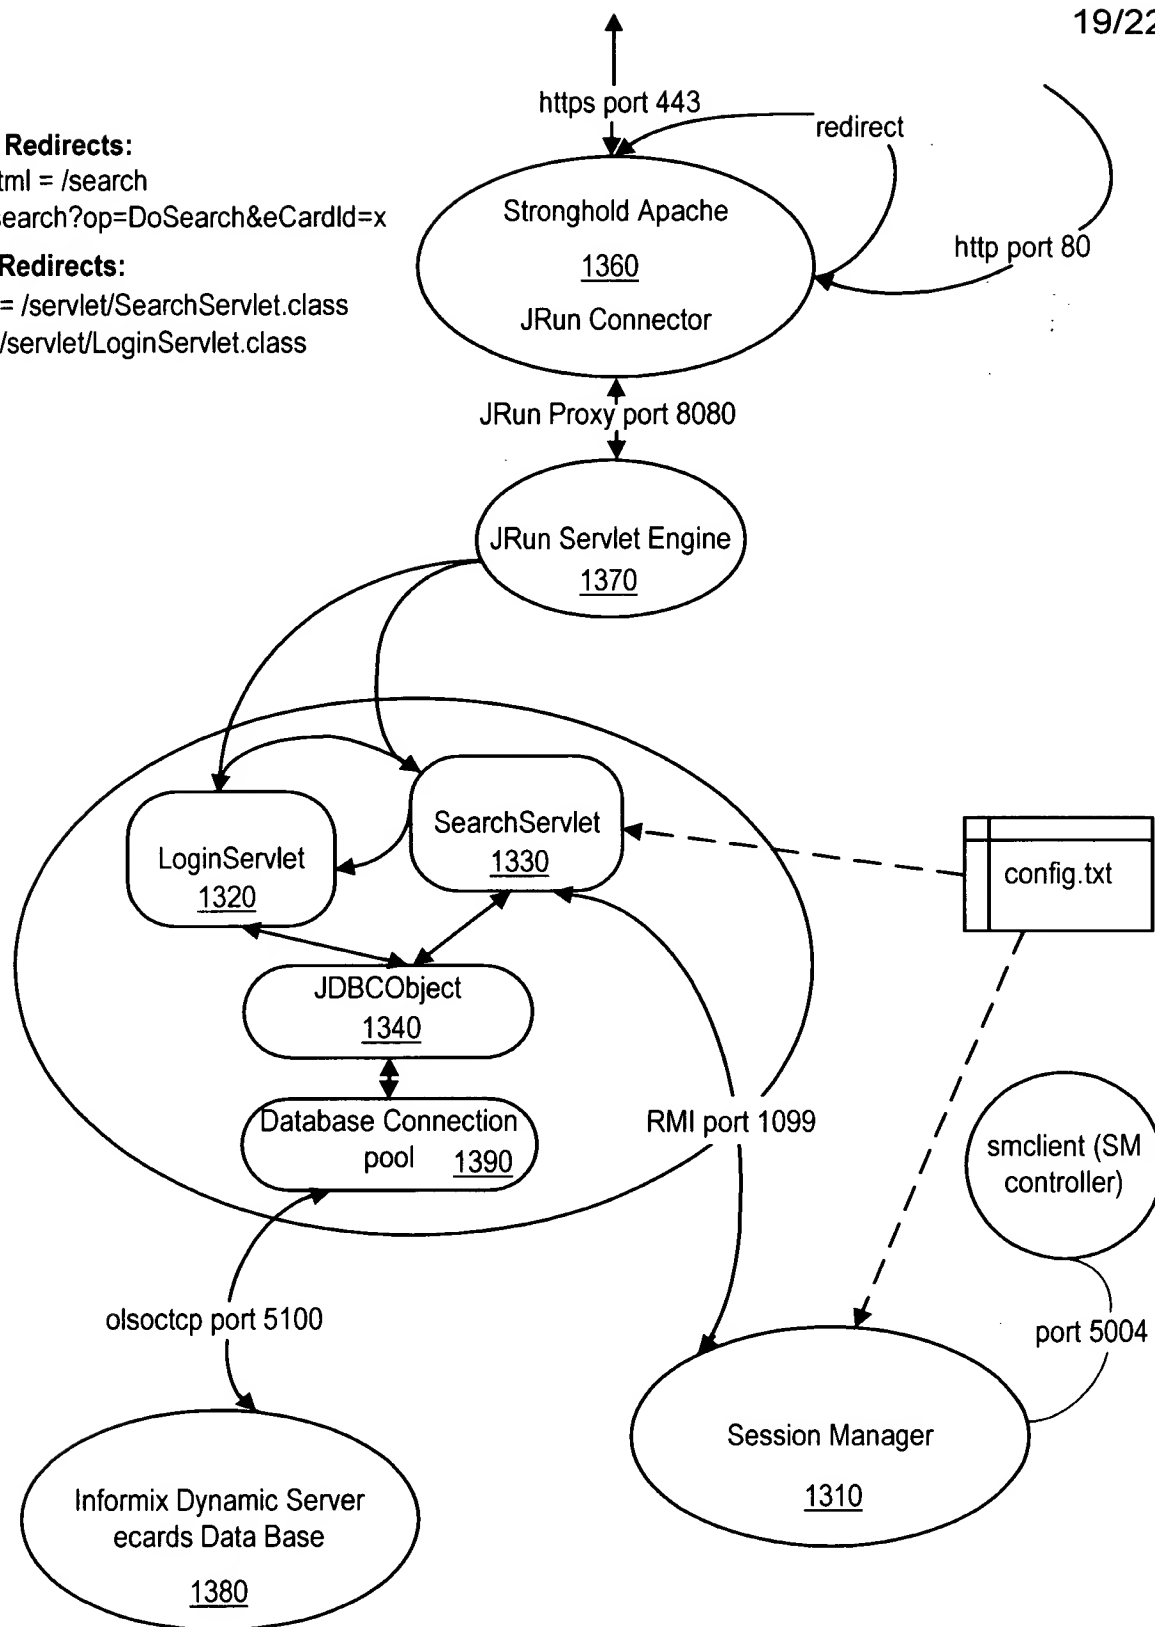 19/22
https port 443
redirect
Redirects:
tml = /search
search?op=DoSearch&eCardId=x
Redirects:
= /servlet/SearchServlet.class
/servlet/LoginServlet.class
Stronghold Apache
1360
JRun Connector
http port 80
JRun Proxy port 8080
JRun Servlet Engine
1370
SearchServlet
1330
LoginServlet
1320
config.txt
JDBCObject
1340
Database Connection
pool 1390
RMI port 1099
smclient (SM
controller)
olsoctcp port 5100
port 5004
Session Manager
1310
Informix Dynamic Server
ecards Data Base
1380